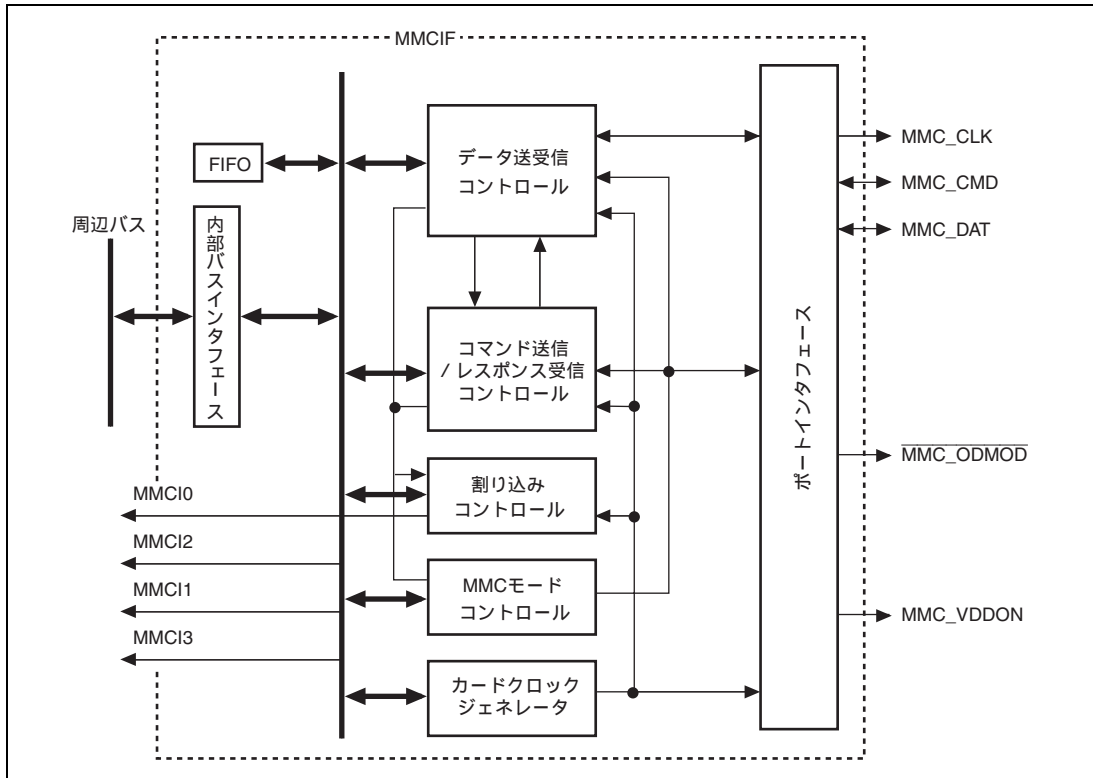 MMCIF
FIFO
周辺バス
内部バスインタフェース
データ送受信
コントロール
コマンド送信
/ レスポンス受信
コントロール
割り込み
コントロール
MMCモード
コントロール
カードクロック
ジェネレータ
MMCI0
MMCI2
MMCI1
MMCI3
ポートインタフェース
MMC_CLK
MMC_CMD
MMC_DAT
MMC_ODMOD
MMC_VDDON